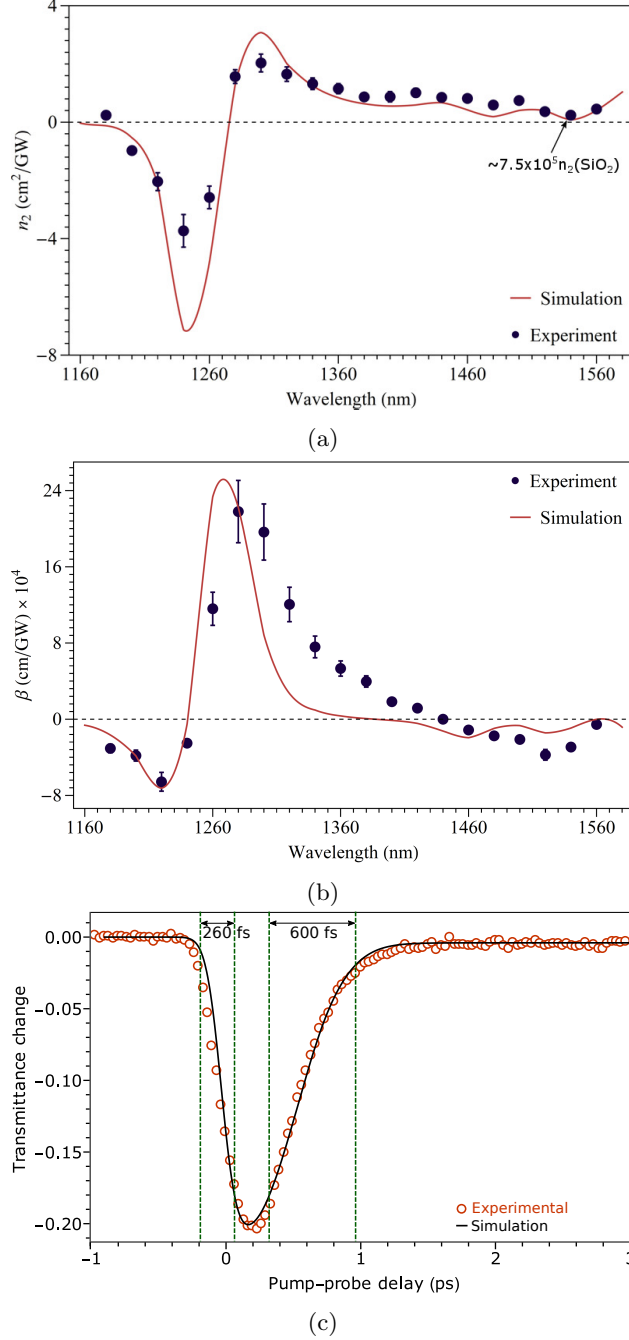 4
0
−4
−8
n₂ (cm²/GW)
~7.5x10⁵n₂(SiO₂)
Simulation
Experiment
1160
1260
1360
1460
1560
Wavelength (nm)
(a)
24
16
8
0
−8
β (cm/GW) × 10⁴
Experiment
Simulation
1160
1260
1360
1460
1560
Wavelength (nm)
(b)
260 fs
600 fs
0.00
−0.05
−0.10
−0.15
−0.20
Transmittance change
Experimental
Simulation
−1
0
1
2
3
Pump–probe delay (ps)
(c)